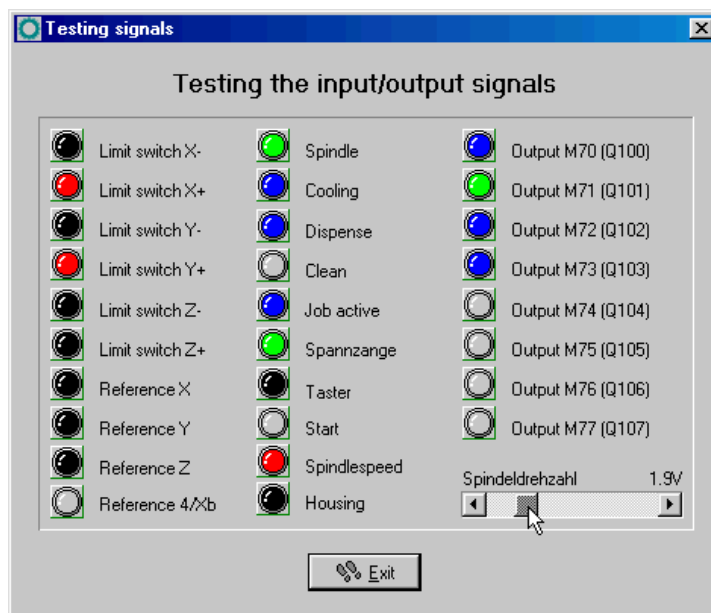 Testing signals
Testing the input/output signals
Limit switch X-
Limit switch X+
Limit switch Y-
Limit switch Y+
Limit switch Z-
Limit switch Z+
Reference X
Reference Y
Reference Z
Reference 4/Xb
Spindle
Cooling
Dispense
Clean
Job active
Spannzange
Taster
Start
Spindlespeed
Housing
Output M70 (Q100)
Output M71 (Q101)
Output M72 (Q102)
Output M73 (Q103)
Output M74 (Q104)
Output M75 (Q105)
Output M76 (Q106)
Output M77 (Q107)
Spindeldrehzahl 1.9V
Exit